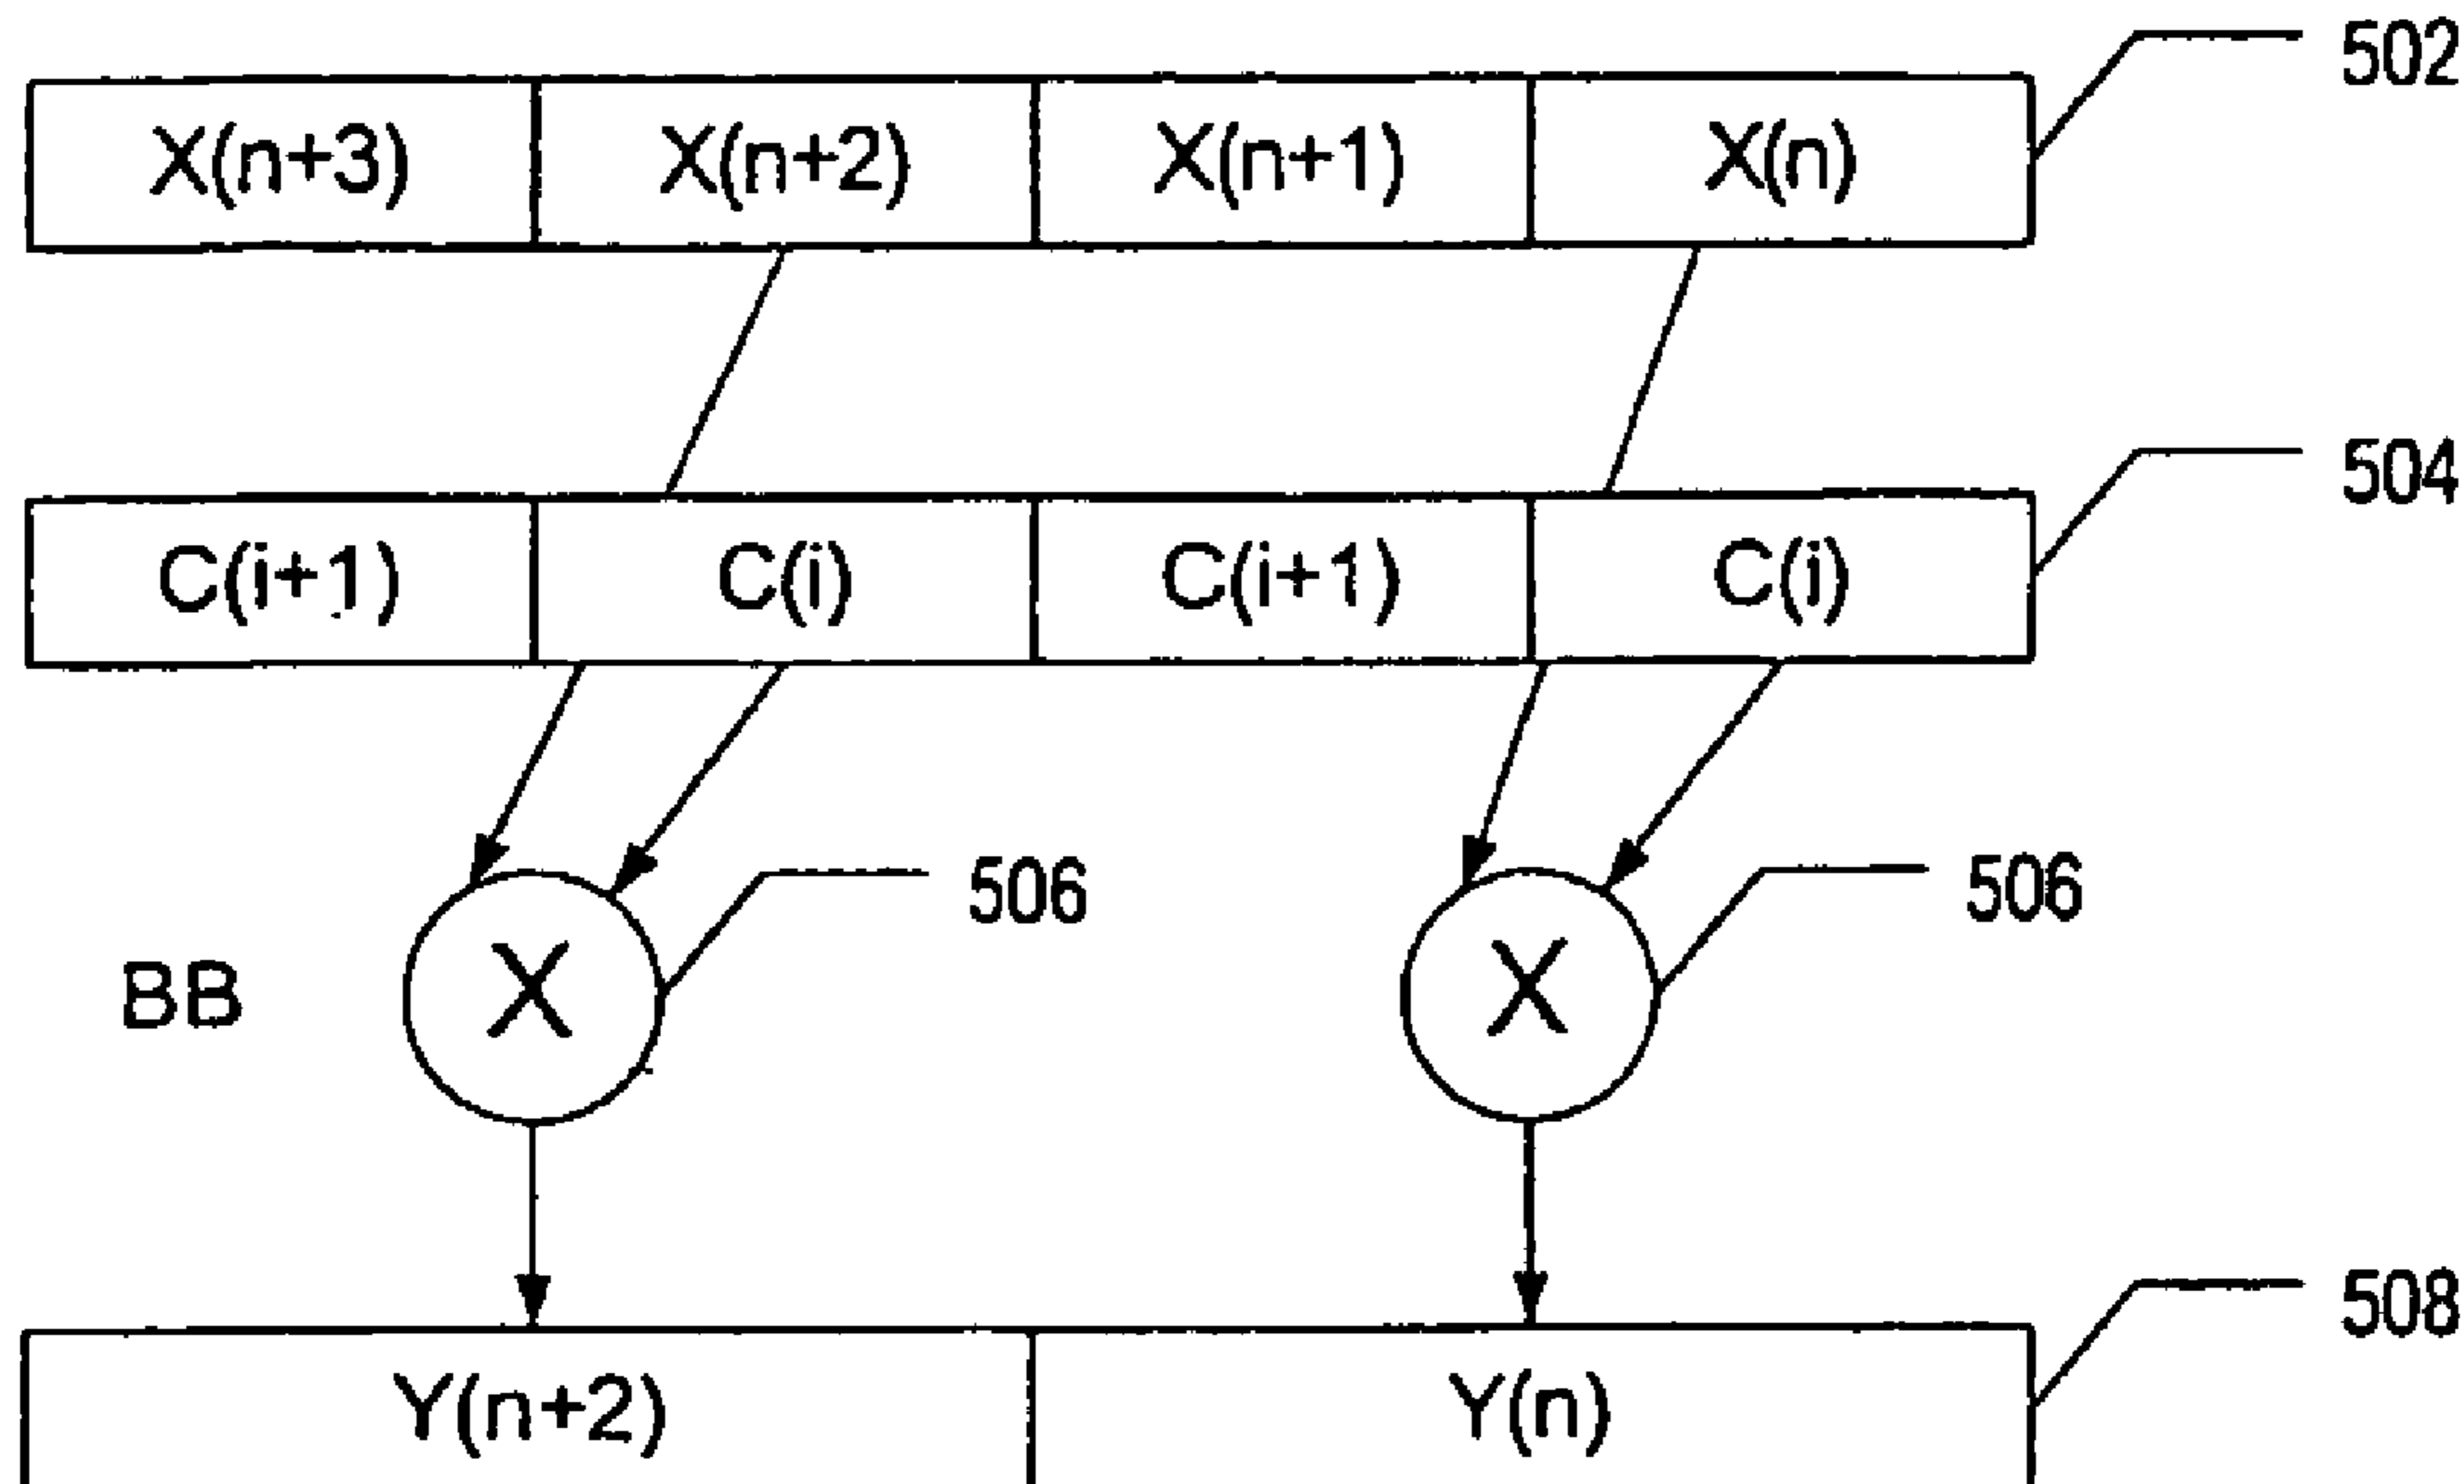 502
X(n+3) X(n+2) X(n+1) X(n)
504
C(i+1) C(i) C(i+1) C(i)
506 506
BB X X
508
Y(n+2) Y(n)